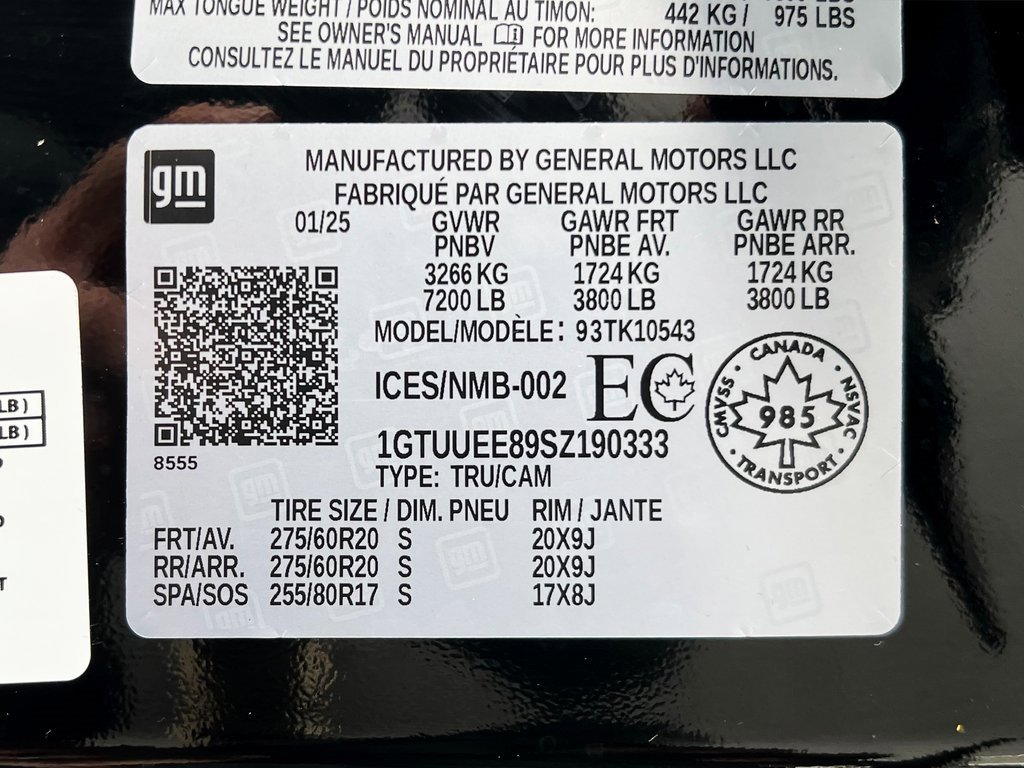 MAX TONGUE WEIGHT / POIDS NOMINAL AU TIMON: 442 KG / 975 LBS
SEE OWNER'S MANUAL FOR MORE INFORMATION
CONSULTEZ LE MANUEL DU PROPRIÉTAIRE POUR PLUS D'INFORMATIONS.
gm
MANUFACTURED BY GENERAL MOTORS LLC
FABRIQUÉ PAR GENERAL MOTORS LLC
01/25 GVWR GAWR FRT GAWR RR
PNBV PNBE AV. PNBE ARR.
3266 KG 1724 KG 1724 KG
7200 LB 3800 LB 3800 LB
MODEL/MODÈLE: 93TK10543
ICES/NMB-002 EC
CANADA
CMVSS 985 NSVAC
TRANSPORT
1GTUUEE89SZ190333
8555
TYPE: TRU/CAM
TIRE SIZE / DIM. PNEU RIM / JANTE
FRT/AV. 275/60R20 S 20X9J
RR/ARR. 275/60R20 S 20X9J
SPA/SOS 255/80R17 S 17X8J
LB)
LB)